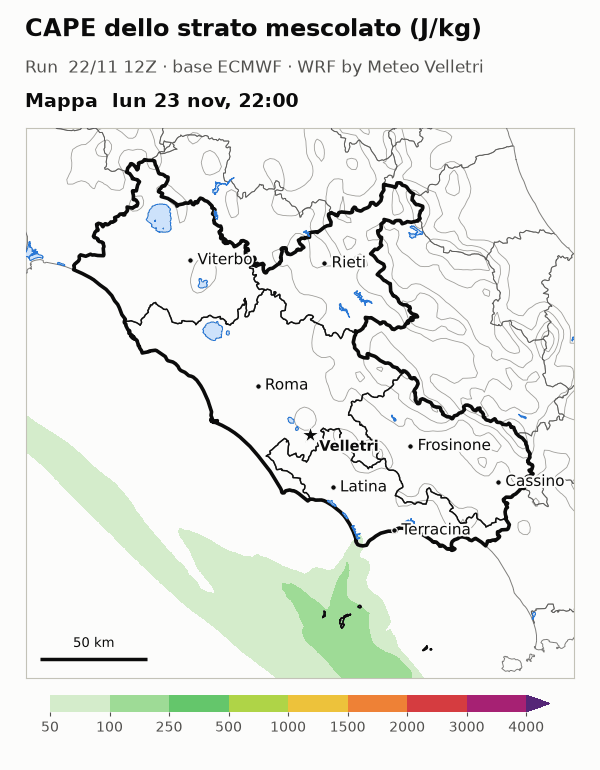 CAPE dello strato mescolato (J/kg)
Run  22/11 12Z · base ECMWF · WRF by Meteo Velletri
Mappa  lun 23 nov, 22:00
Viterbo
Rieti
Roma
Velletri
Frosinone
Cassino
Latina
Terracina
50 km
50 100 250 500 1000 1500 2000 3000 4000